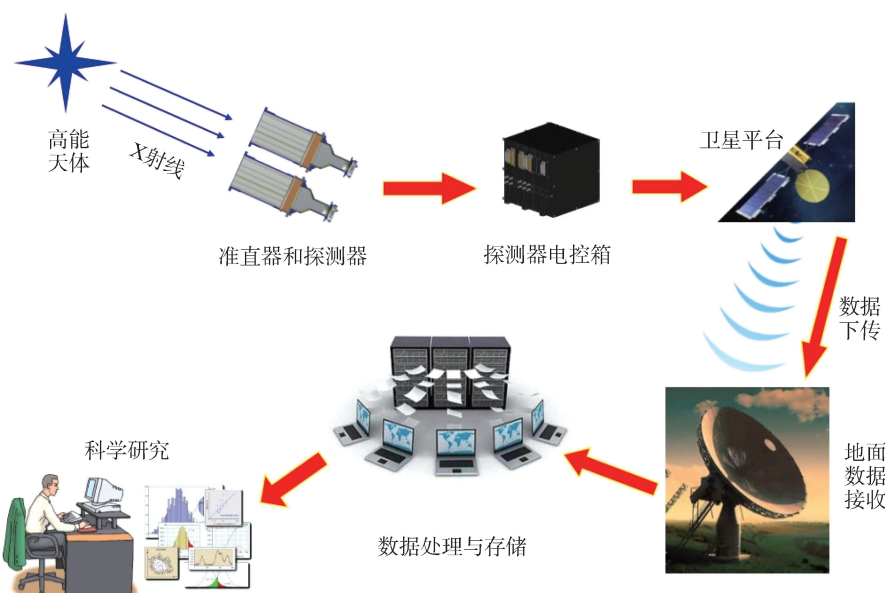 高能
天体
X射线
准直器和探测器
探测器电控箱
卫星平台
数据
下传
地面
数据
接收
数据处理与存储
科学研究